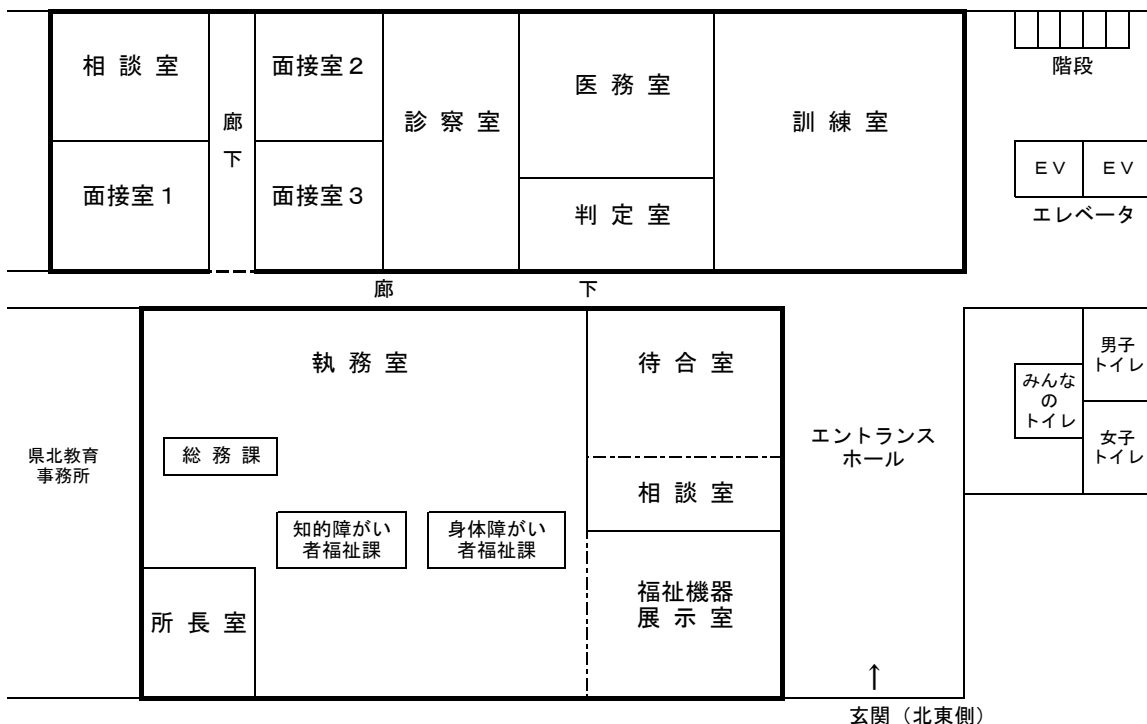 相談室
面接室２
医務室
階段
廊下
診察室
訓練室
面接室１
面接室３
判定室
ＥＶ
ＥＶ
エレベータ
廊下
執務室
待合室
男子
トイレ
みんな
の
トイレ
女子
トイレ
エントランス
ホール
県北教育
事務所
総務課
相談室
知的障がい
者福祉課
身体障がい
者福祉課
福祉機器
展示室
所長室
↑
玄関（北東側）